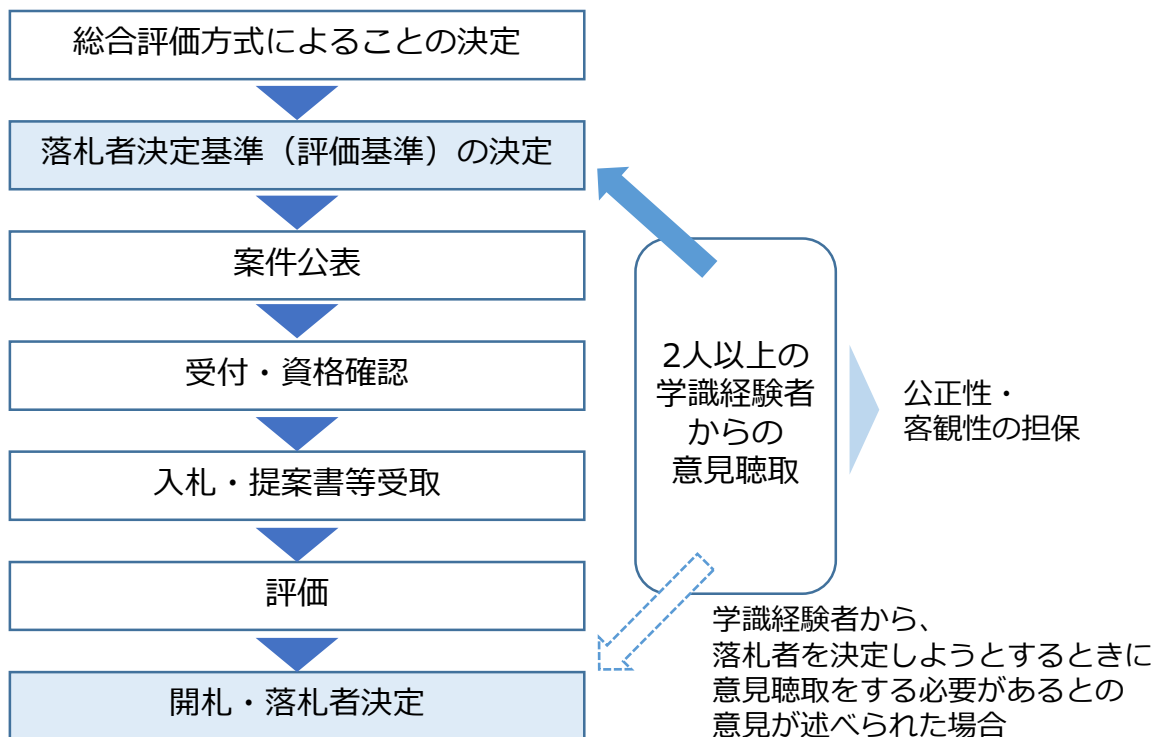 総合評価方式によることの決定
落札者決定基準（評価基準）の決定
案件公表
受付・資格確認
入札・提案書等受取
評価
開札・落札者決定
2人以上の
学識経験者
からの
意見聴取
公正性・
客観性の担保
学識経験者から、
落札者を決定しようとするときに
意見聴取をする必要があるとの
意見が述べられた場合